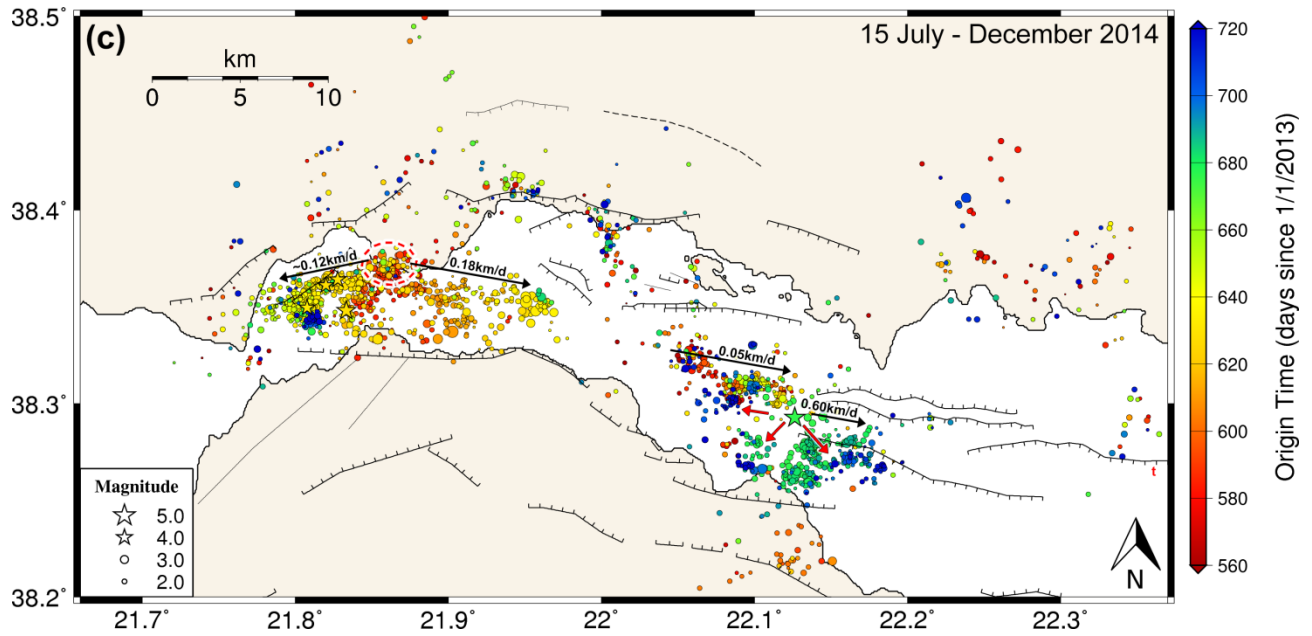 (c)
15 July - December 2014
km
0 5 10
38.5°
38.4°
38.3°
38.2°
~0.12km/d
0.18km/d
0.05km/d
0.60km/d
t
Magnitude
5.0
4.0
3.0
2.0
N
21.7
21.8
21.9
22
22.1
22.2
22.3
720
700
680
660
640
620
600
580
560
Origin Time (days since 1/1/2013)